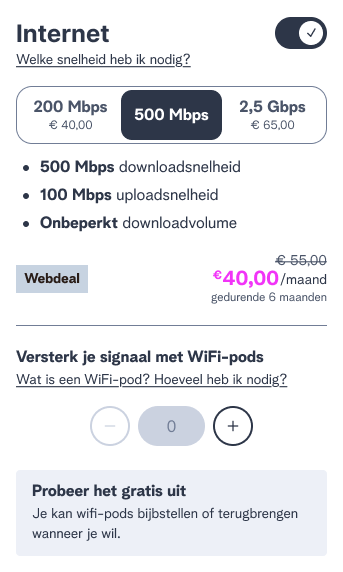 Internet
Welke snelheid heb ik nodig?
200 Mbps 500 Mbps 2,5 Gbps
€ 40,00 € 65,00
• 500 Mbps downloadsnelheid
• 100 Mbps uploadsnelheid
• Onbeperkt downloadvolume
€ 55,00
Webdeal €40,00/maand
gedurende 6 maanden
Versterk je signaal met WiFi-pods
Wat is een WiFi-pod? Hoeveel heb ik nodig?
− 0 +
Probeer het gratis uit
Je kan wifi-pods bijbestellen of terugbrengen
wanneer je wil.